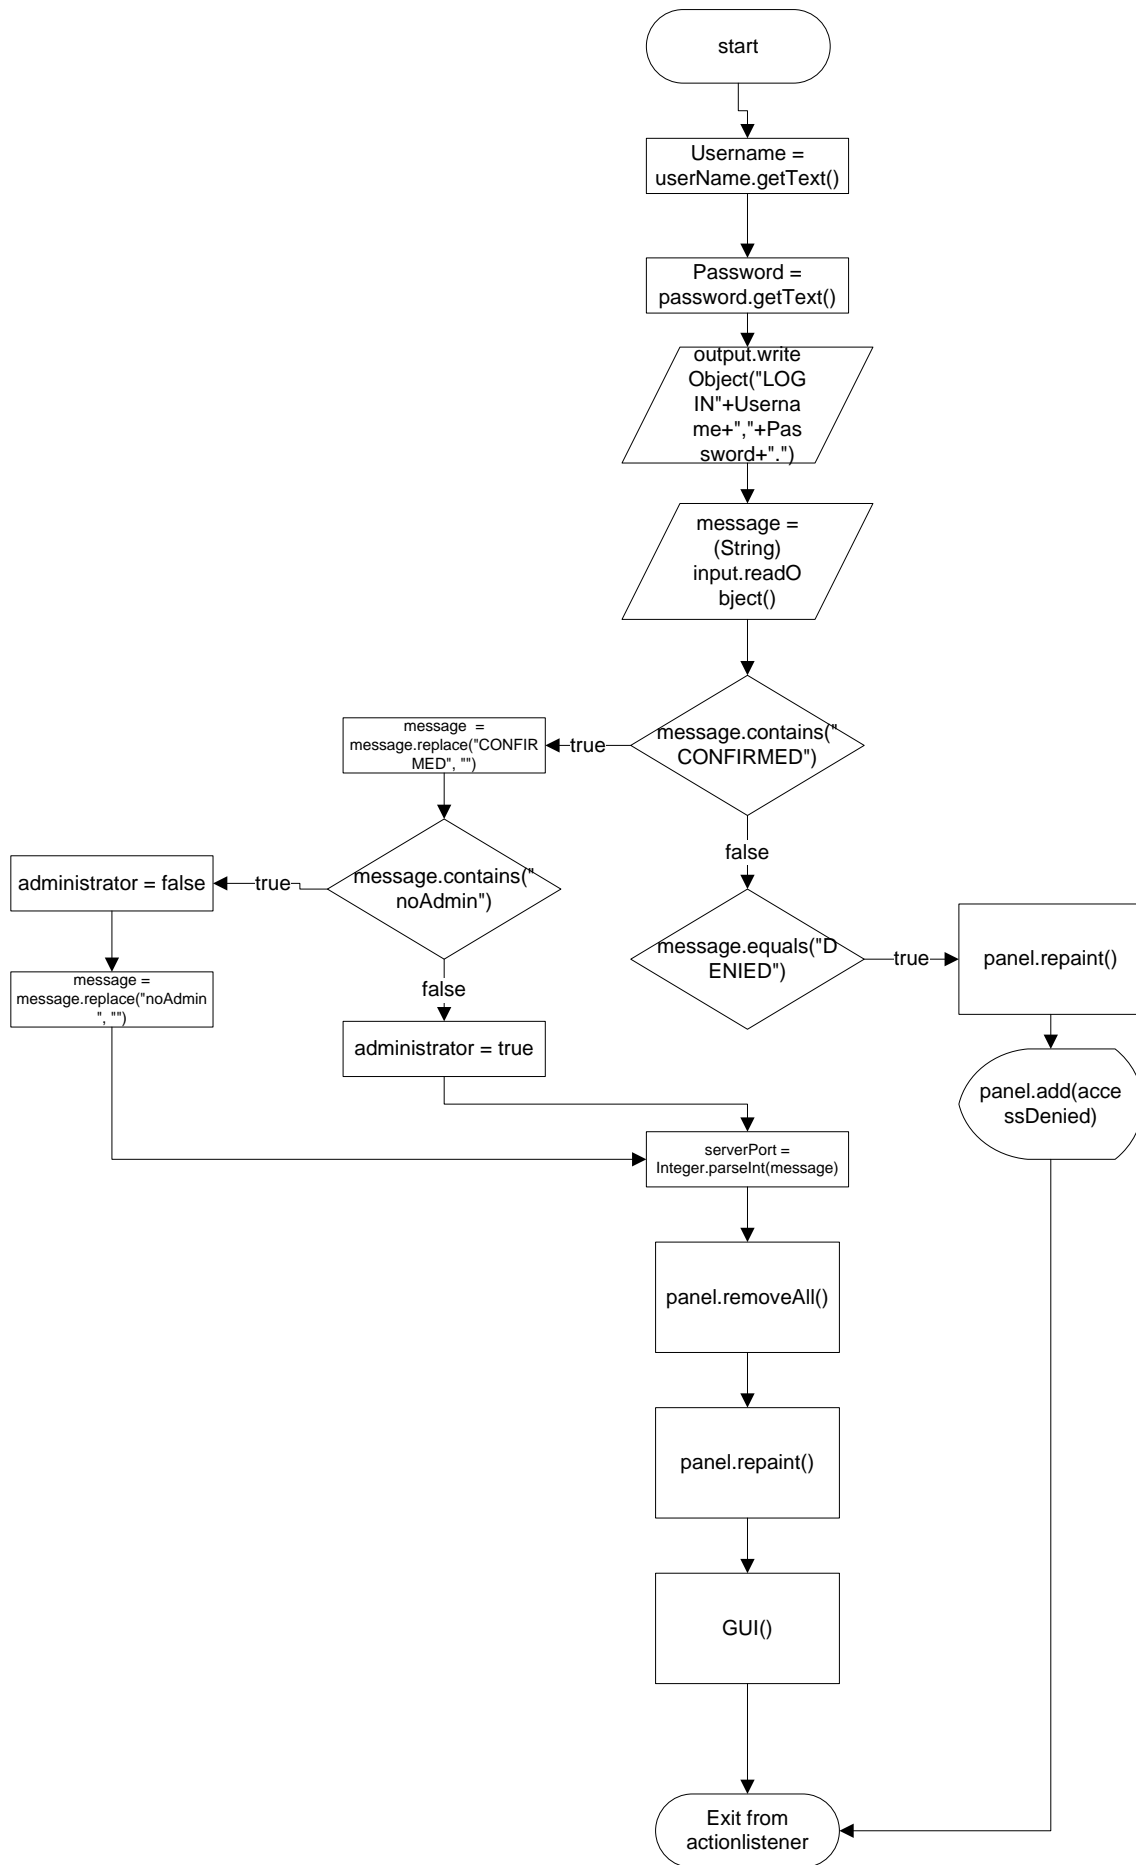 start
Username =
userName.getText()
Password =
password.getText()
output.write
Object("LOG
IN"+Userna
me+","+Pas
sword+".")
message =
(String)
input.readO
bject()
message.contains("
CONFIRMED")
true
message =
message.replace("CONFIR
MED", "")
false
message.contains("
noAdmin")
true
administrator = false
message =
message.replace("noAdmin
", "")
false
administrator = true
message.equals("D
ENIED")
true
panel.repaint()
panel.add(acce
ssDenied)
serverPort =
Integer.parseInt(message)
panel.removeAll()
panel.repaint()
GUI()
Exit from
actionlistener